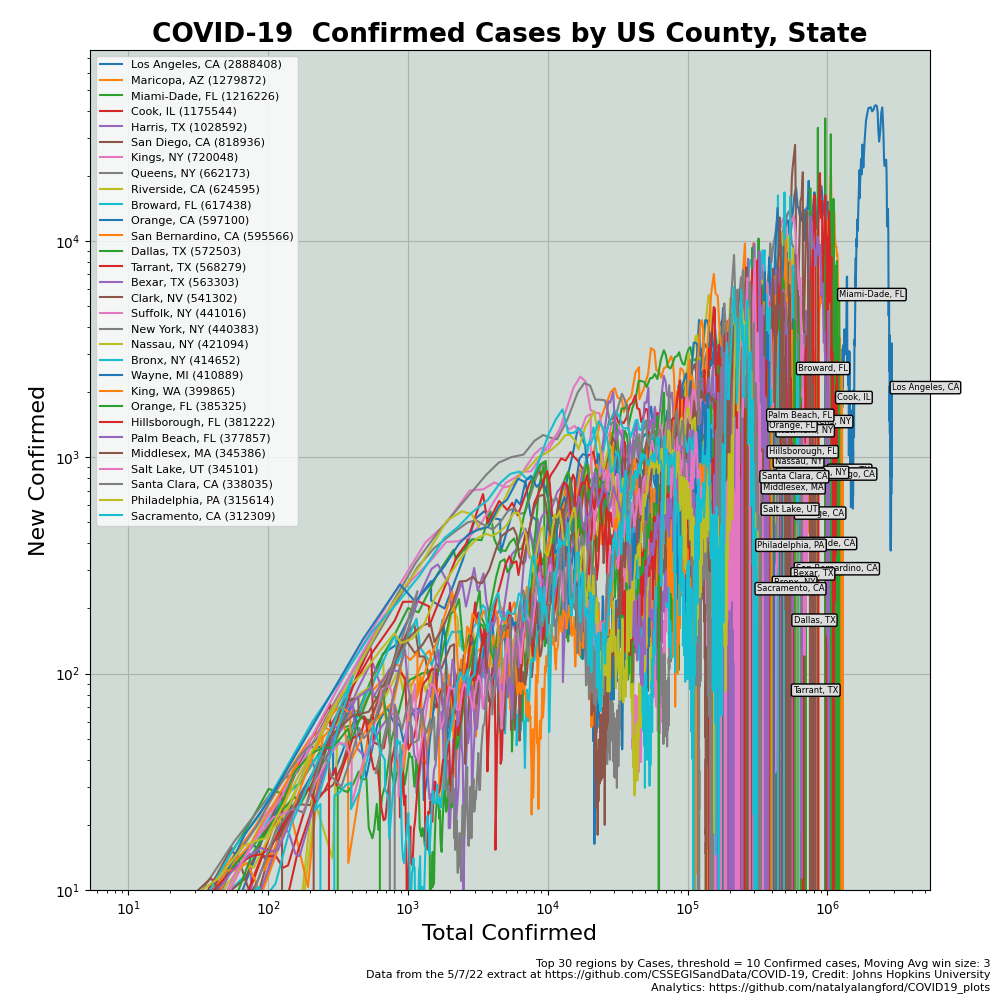 COVID-19 Confirmed Cases by US County, State
Los Angeles, CA (2888408)
Maricopa, AZ (1279872)
Miami-Dade, FL (1216226)
Cook, IL (1175544)
Harris, TX (1028592)
San Diego, CA (818936)
Kings, NY (720048)
Queens, NY (662173)
Riverside, CA (624595)
Broward, FL (617438)
Orange, CA (597100)
San Bernardino, CA (595566)
Dallas, TX (572503)
Tarrant, TX (568279)
Bexar, TX (563303)
Clark, NV (541302)
Suffolk, NY (441016)
New York, NY (440383)
Nassau, NY (421094)
Bronx, NY (414652)
Wayne, MI (410889)
King, WA (399865)
Orange, FL (385325)
Hillsborough, FL (381222)
Palm Beach, FL (377857)
Middlesex, MA (345386)
Salt Lake, UT (345101)
Santa Clara, CA (338035)
Philadelphia, PA (315614)
Sacramento, CA (312309)
New Confirmed
10^4
10^3
10^2
10^1
Miami-Dade, FL
Broward, FL
Los Angeles, CA
Cook, IL
Palm Beach, FL
Orange, FL
NY
NY
Hillsborough, FL
Nassau, NY
NY
CA
Santa Clara, CA
Middlesex, MA
Salt Lake, UT
CA
Philadelphia, PA
CA
San Bernardino, CA
Bexar, TX
Bronx, NY
Sacramento, CA
Dallas, TX
Tarrant, TX
10^1
10^2
10^3
10^4
10^5
10^6
Total Confirmed
Top 30 regions by Cases, threshold = 10 Confirmed cases, Moving Avg win size: 3
Data from the 5/7/22 extract at https://github.com/CSSEGISandData/COVID-19, Credit: Johns Hopkins University
Analytics: https://github.com/natalyalangford/COVID19_plots